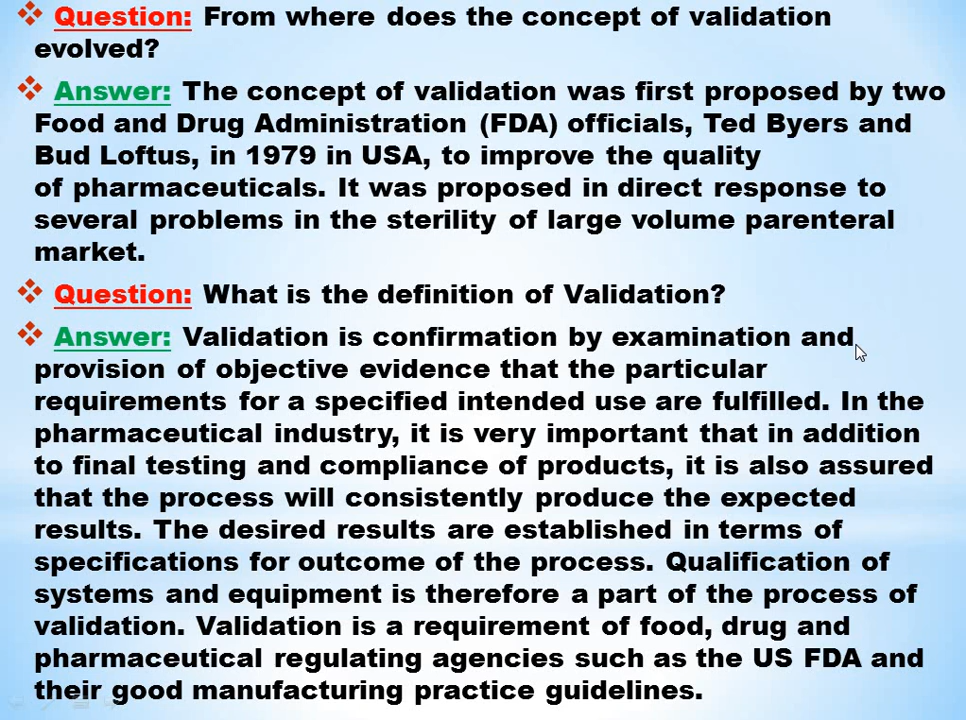 Question: From where does the concept of validation
evolved?
Answer: The concept of validation was first proposed by two
Food and Drug Administration (FDA) officials, Ted Byers and
Bud Loftus, in 1979 in USA, to improve the quality
of pharmaceuticals. It was proposed in direct response to
several problems in the sterility of large volume parenteral
market.
Question: What is the definition of Validation?
Answer: Validation is confirmation by examination and
provision of objective evidence that the particular
requirements for a specified intended use are fulfilled. In the
pharmaceutical industry, it is very important that in addition
to final testing and compliance of products, it is also assured
that the process will consistently produce the expected
results. The desired results are established in terms of
specifications for outcome of the process. Qualification of
systems and equipment is therefore a part of the process of
validation. Validation is a requirement of food, drug and
pharmaceutical regulating agencies such as the US FDA and
their good manufacturing practice guidelines.